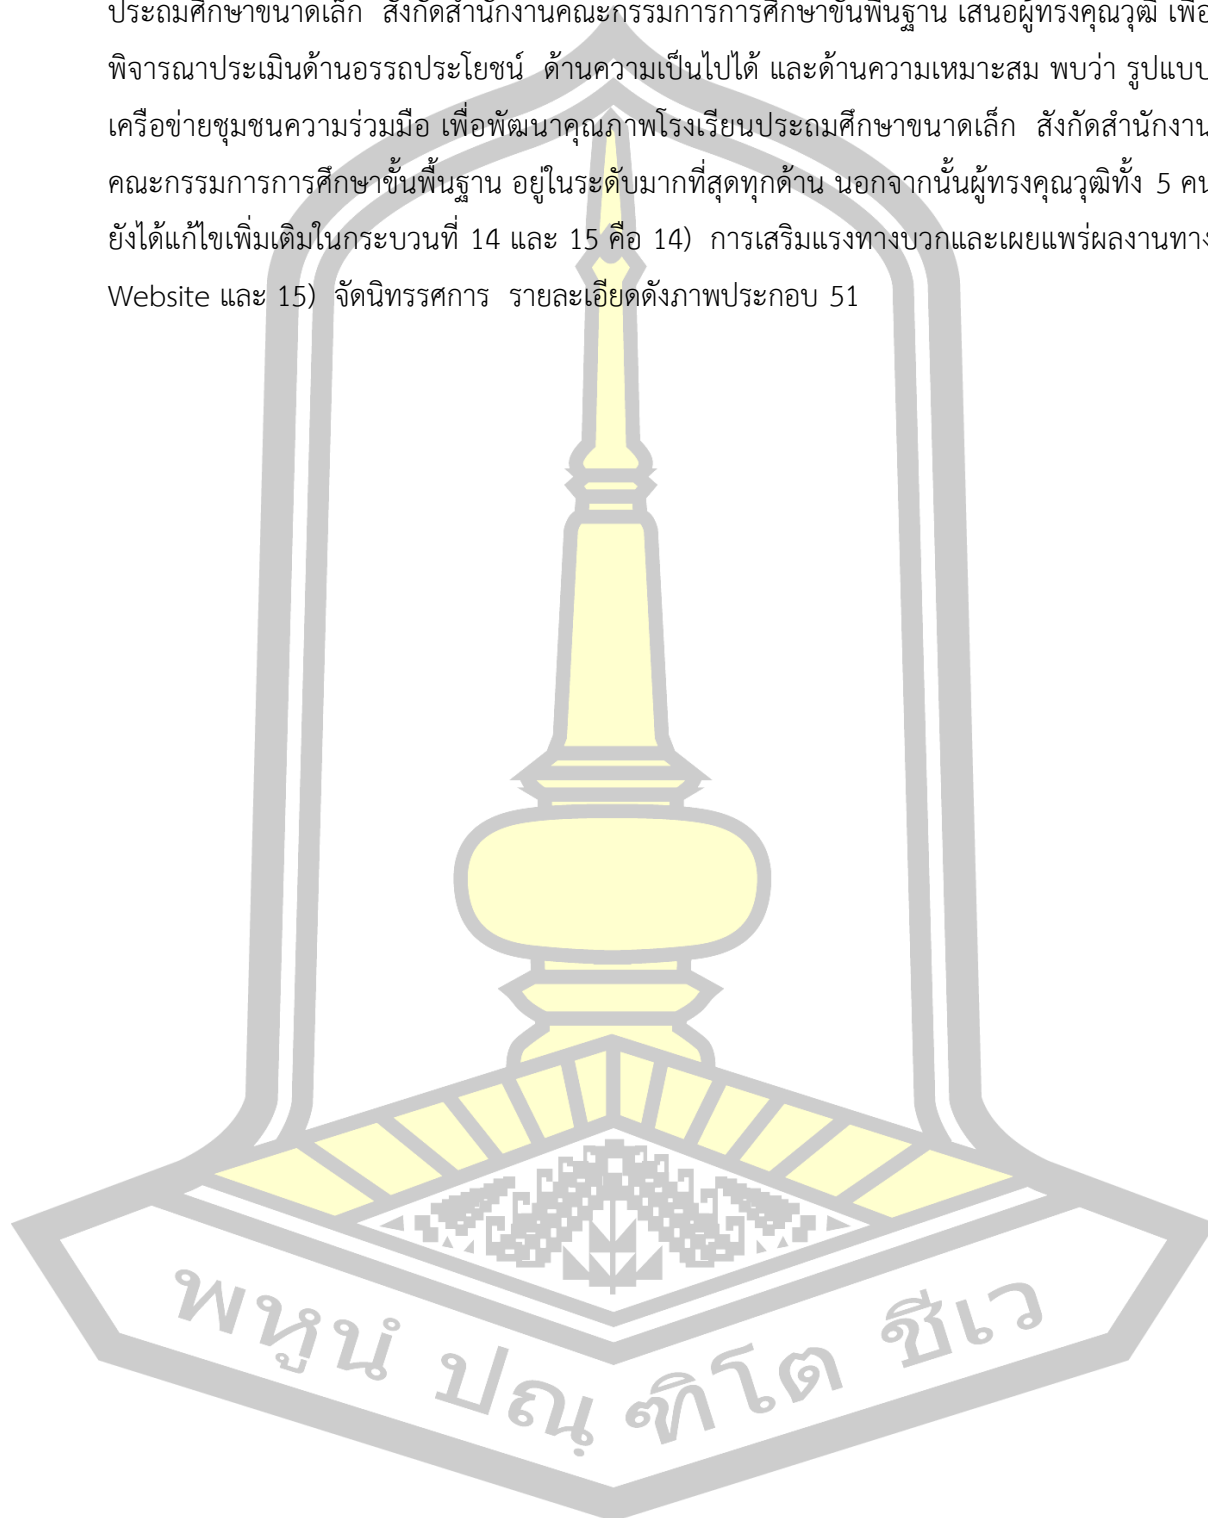 ประถมศึกษาขนาดเล็ก สังกัดสำนักงานคณะกรรมการการศึกษาขั้นพื้นฐาน เสนอผู้ทรงคุณวุฒิ เพื่อ
พิจารณาประเมินด้านอรรถประโยชน์ ด้านความเป็นไปได้ และด้านความเหมาะสม พบว่า รูปแบบ
เครือข่ายชุมชนความร่วมมือ เพื่อพัฒนาคุณภาพโรงเรียนประถมศึกษาขนาดเล็ก สังกัดสำนักงาน
คณะกรรมการการศึกษาขั้นพื้นฐาน อยู่ในระดับมากที่สุดทุกด้าน นอกจากนั้นผู้ทรงคุณวุฒิทั้ง 5 คน
ยังได้แก้ไขเพิ่มเติมในกระบวนที่ 14 และ 15 คือ 14) การเสริมแรงทางบวกและเผยแพร่ผลงานทาง
Website และ 15) จัดนิทรรศการ รายละเอียดดังภาพประกอบ 51
พหูนํ ปณฺฑิโต ชีเว